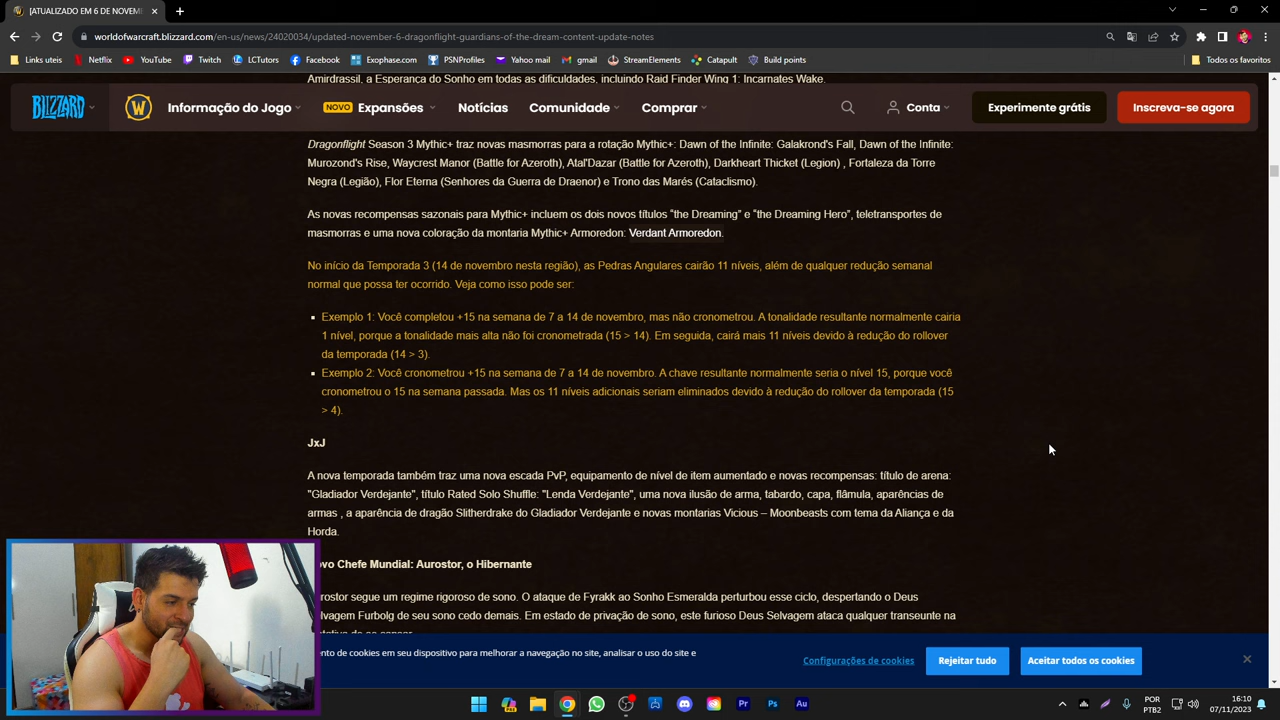 [ATUALIZADO EM 6 DE NOVEM
worldofwarcraft.blizzard.com/en-us/news/24020034/updated-november-6-dragonflight-guardians-of-the-dream-content-update-notes
Links uteis Netflix YouTube Twitch LCTutors Facebook Exophase.com PSNProfiles Yahoo mail gmail StreamElements Catupulse Build points Todos os favoritos
Amirdrassil, a Esperança do Sonho em todas as dificuldades, incluindo Raid Finder Wing 1: Incarnates Wake.
BLIZZARD W Informação do Jogo NOVO Expansões Notícias Comunidade Comprar Conta Experimente grátis Inscreva-se agora
Dragonflight Season 3 Mythic+ traz novas masmorras para a rotação Mythic+: Dawn of the Infinite: Galakrond's Fall, Dawn of the Infinite:
Murozond's Rise, Waycrest Manor (Battle for Azeroth), Atal'Dazar (Battle for Azeroth), Darkheart Thicket (Legion) , Fortaleza da Torre
Negra (Legião), Flor Eterna (Senhores da Guerra de Draenor) e Trono das Marés (Cataclismo).
As novas recompensas sazonais para Mythic+ incluem os dois novos títulos "the Dreaming" e "the Dreaming Hero", teletransportes de
masmorras e uma nova coloração da montaria Mythic+ Armoredon: Verdant Armoredon.
No início da Temporada 3 (14 de novembro nesta região), as Pedras Angulares cairão 11 níveis, além de qualquer redução semanal
normal que possa ter ocorrido. Veja como isso pode ser:
Exemplo 1: Você completou +15 na semana de 7 a 14 de novembro, mas não cronometrou. A tonalidade resultante normalmente cairia
1 nível, porque a tonalidade mais alta não foi cronometrada (15 > 14). Em seguida, cairá mais 11 níveis devido à redução do rollover
da temporada (14 > 3).
Exemplo 2: Você cronometrou +15 na semana de 7 a 14 de novembro. A chave resultante normalmente seria o nível 15, porque você
cronometrou o 15 na semana passada. Mas os 11 níveis adicionais seriam eliminados devido à redução do rollover da temporada (15
> 4).
JxJ
A nova temporada também traz uma nova escada PvP, equipamento de nível de item aumentado e novas recompensas: título de arena:
"Gladiador Verdejante", título Rated Solo Shuffle: "Lenda Verdejante", uma nova ilusão de arma, tabardo, capa, flâmula, aparências de
armas , a aparência de dragão Slitherdrake do Gladiador Verdejante e novas montarias Vicious -- Moonbeasts com tema da Aliança e da
Horda.
ovo Chefe Mundial: Aurostor, o Hibernante
rostor segue um regime rigoroso de sono. O ataque de Fyrakk ao Sonho Esmeralda perturbou esse ciclo, despertando o Deus
lvagem Furbolg de seu sono cedo demais. Em estado de privação de sono, este furioso Deus Selvagem ataca qualquer transeunte na
ento de cookies em seu dispositivo para melhorar a navegação no site, analisar o uso do site e
Configurações de cookies Rejeitar tudo Aceitar todos os cookies
Pr Ps Au
POR
PTB2
16:10
07/11/2023